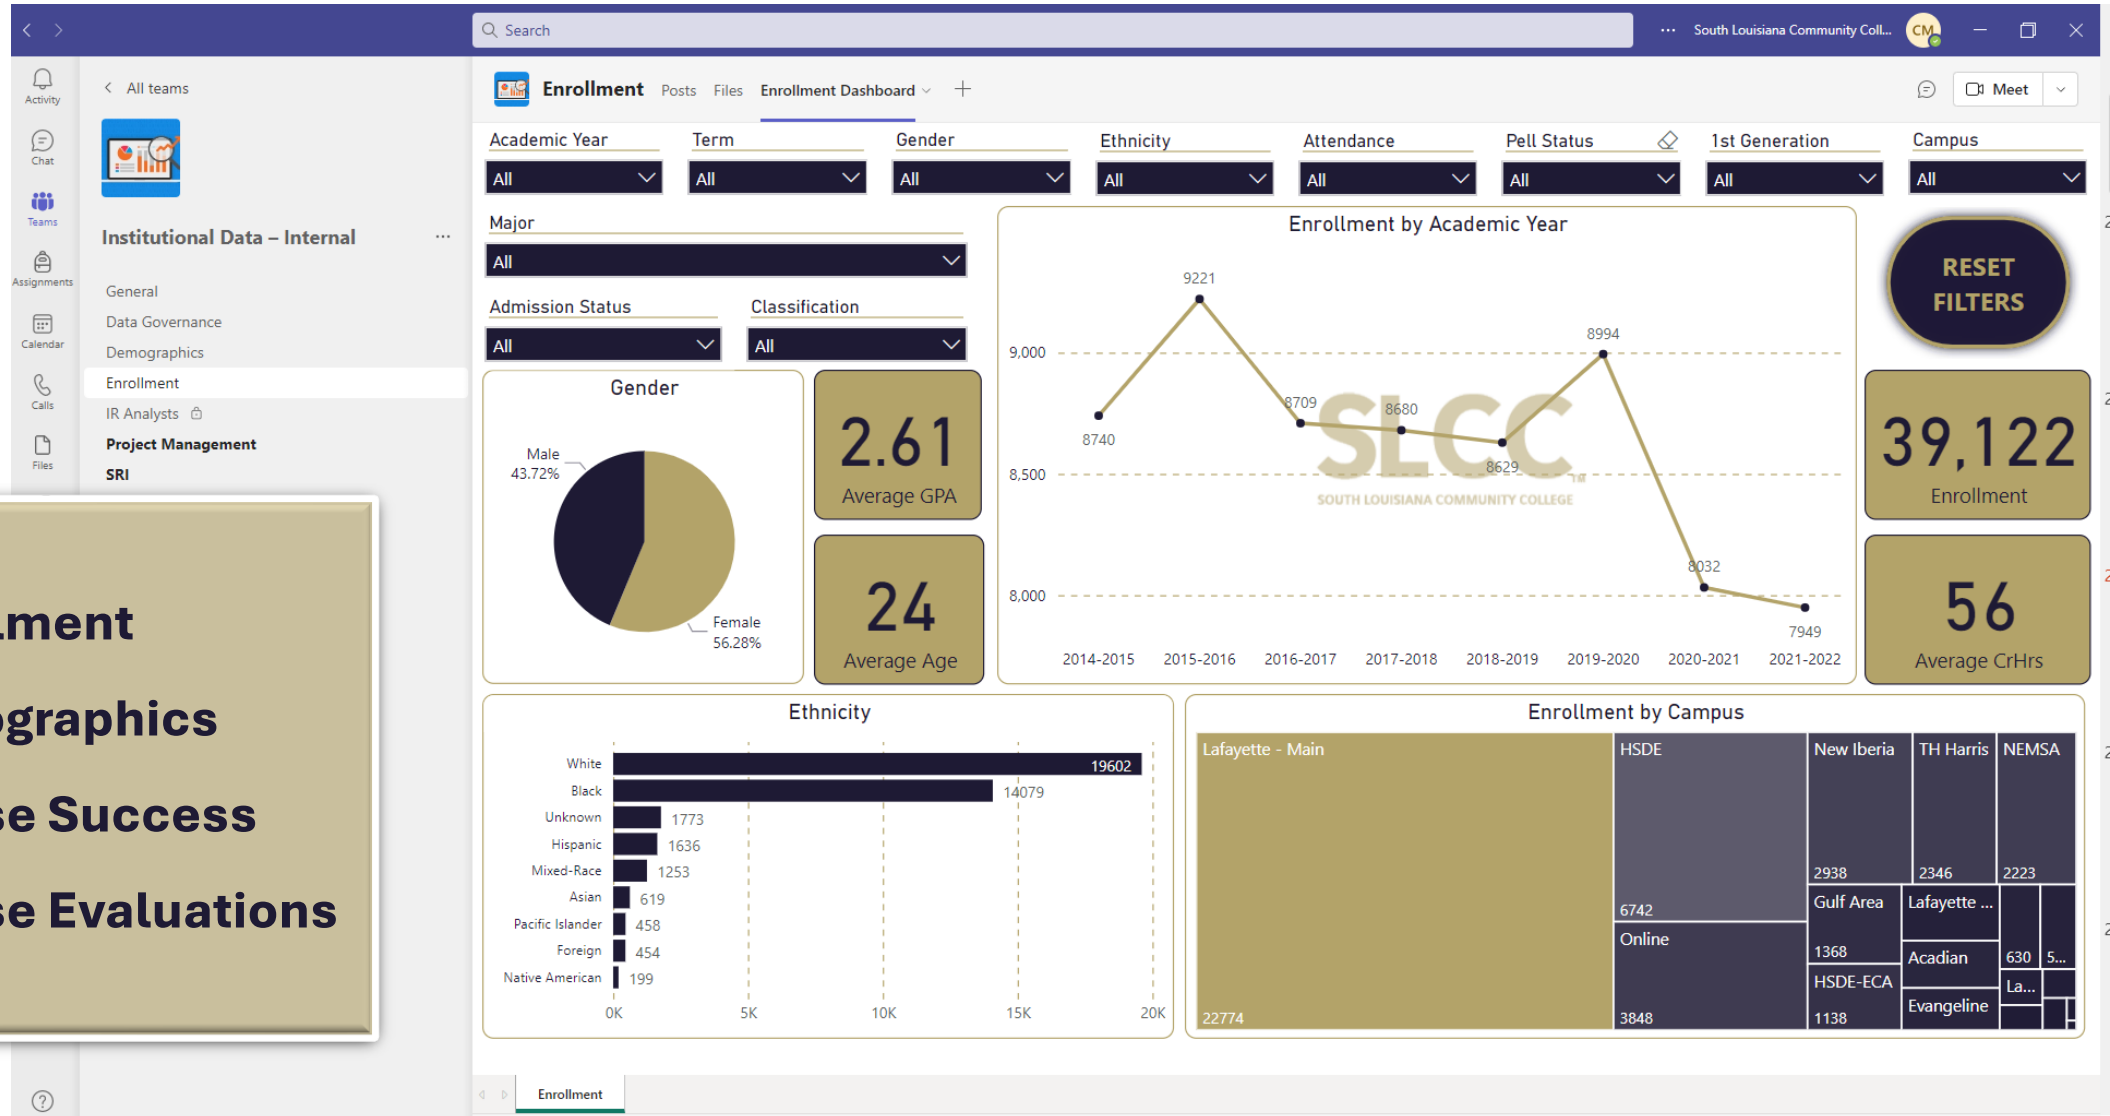 Search
South Louisiana Community Coll...
CM
Activity
Chat
Teams
Assignments
Calendar
Calls
Files
All teams
Institutional Data – Internal
General
Data Governance
Demographics
Enrollment
IR Analysts
Project Management
SRI
lment
ographics
se Success
se Evaluations
Enrollment Posts Files Enrollment Dashboard
Meet
Academic Year Term Gender Ethnicity Attendance Pell Status 1st Generation Campus
All All All All All All All All
Major
All
Admission Status Classification
All All
Gender
Male
43.72%
Female
56.28%
2.61
Average GPA
24
Average Age
Enrollment by Academic Year
9,000
8,500
8,000
8740
9221
8709
8680
8629
8994
8032
7949
SLCC
TM
SOUTH LOUISIANA COMMUNITY COLLEGE
2014-2015 2015-2016 2016-2017 2017-2018 2018-2019 2019-2020 2020-2021 2021-2022
RESET
FILTERS
39,122
Enrollment
56
Average CrHrs
Ethnicity
White 19602
Black 14079
Unknown 1773
Hispanic 1636
Mixed-Race 1253
Asian 619
Pacific Islander 458
Foreign 454
Native American 199
0K 5K 10K 15K 20K
Enrollment by Campus
Lafayette - Main
22774
HSDE
6742
Online
3848
New Iberia
2938
TH Harris
2346
NEMSA
2223
Gulf Area
1368
HSDE-ECA
1138
Lafayette ...
Acadian
Evangeline
630
5...
La...
Enrollment